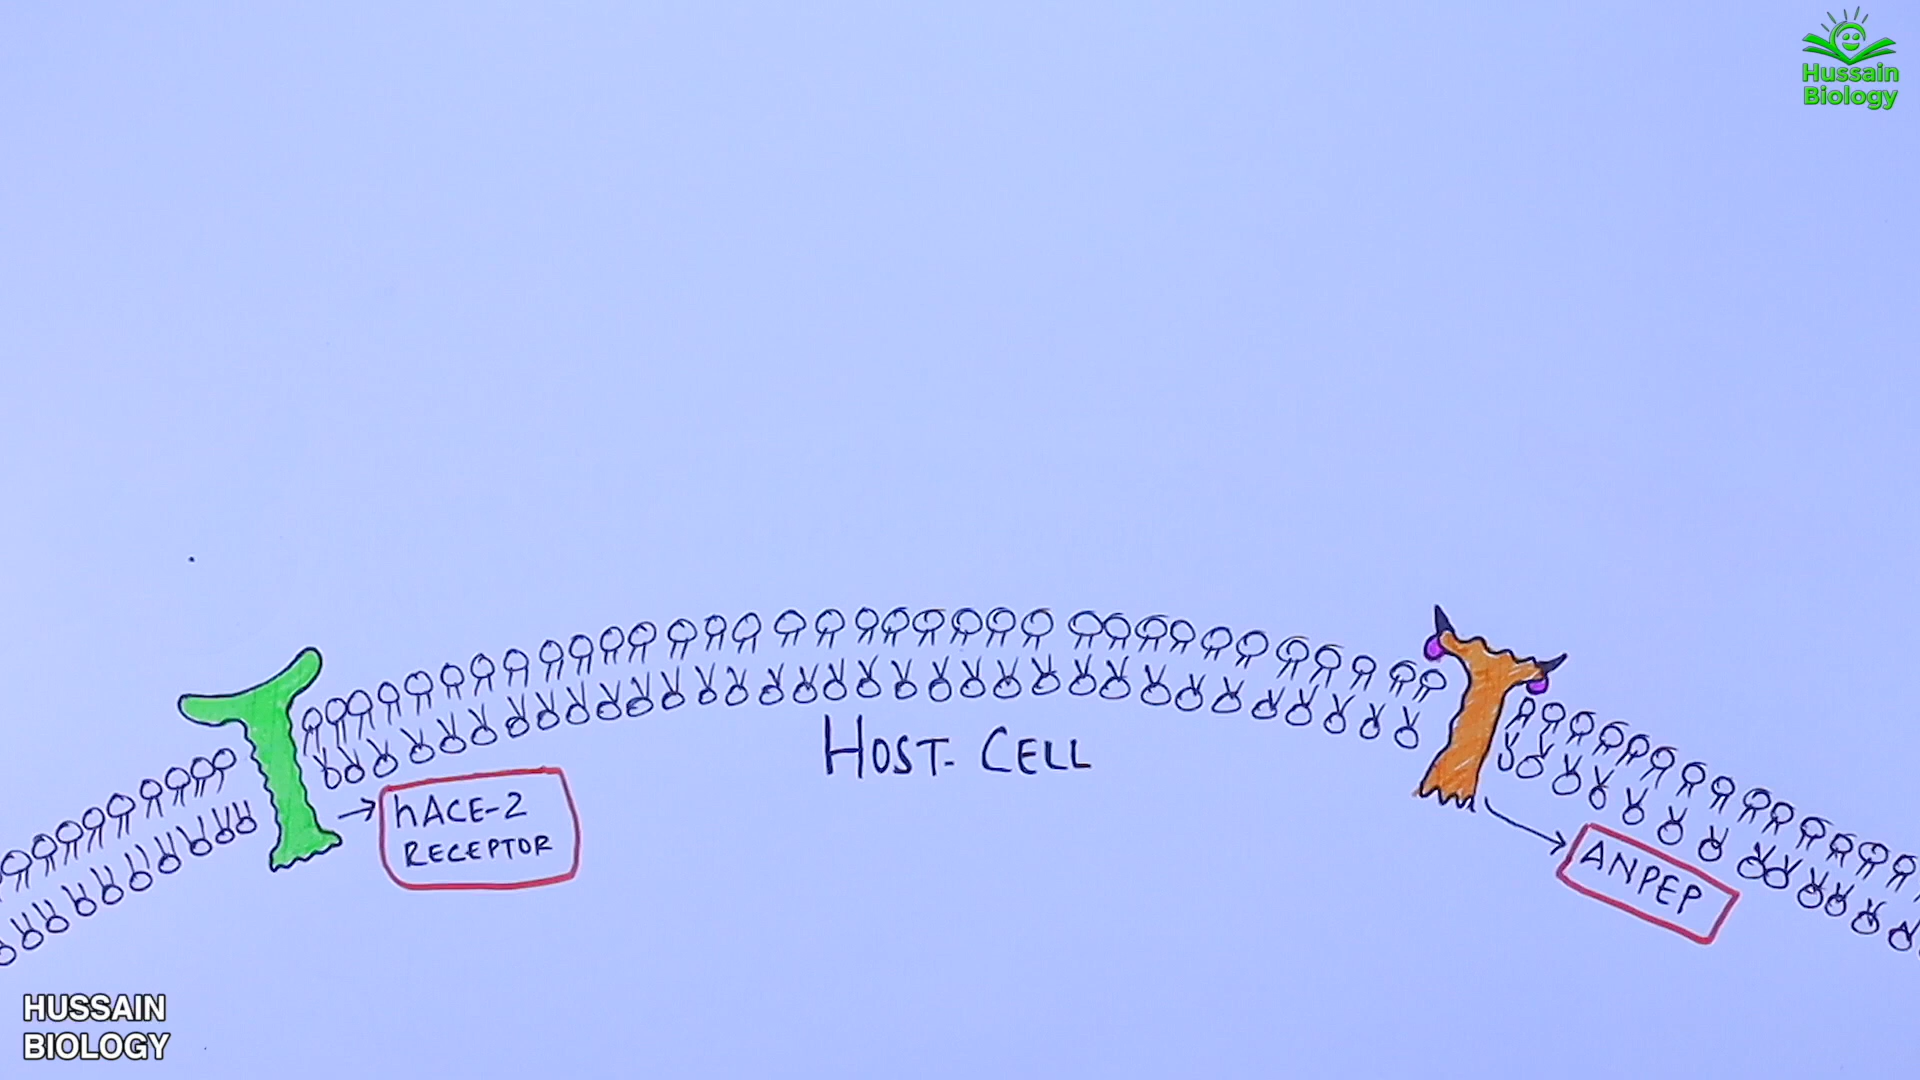 Hussain
Biology
HOST-CELL
hACE-2
RECEPTOR
ANPEP
HUSSAIN
BIOLOGY